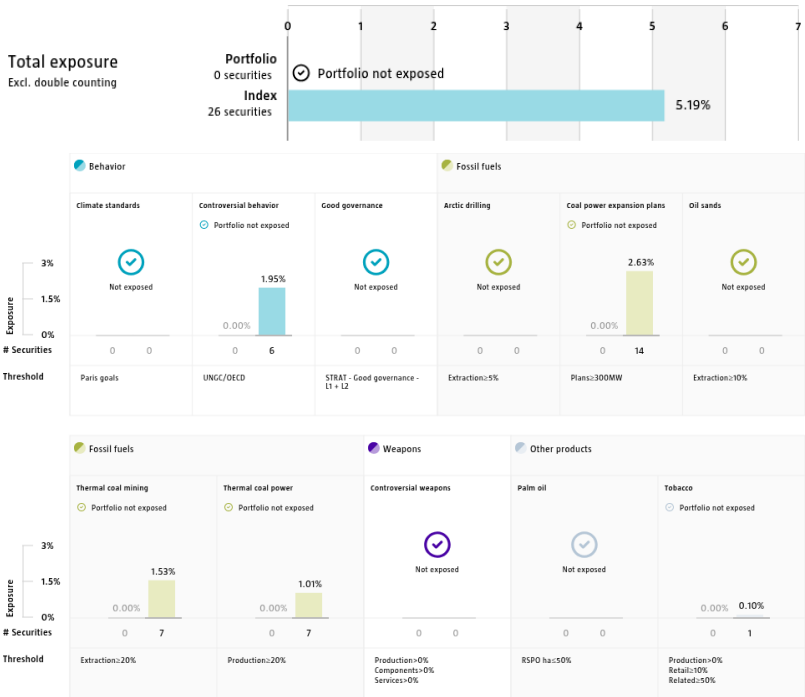 0 1 2 3 4 5 6 7
Total exposure
Excl. double counting
Portfolio
0 securities
Portfolio not exposed
Index
26 securities
5.19%
Behavior
Fossil fuels
Climate standards
Controversial behavior
Good governance
Arctic drilling
Coal power expansion plans
Oil sands
Portfolio not exposed
Portfolio not exposed
Not exposed
Not exposed
Not exposed
Not exposed
Exposure
3%
1.5%
0%
0.00%
1.95%
0.00%
2.63%
# Securities
0 0 0 6 0 0 0 0 0 14 0 0
Threshold
Paris goals
UNGC/OECD
STRAT - Good governance -
L1 + L2
Extraction≥5%
Plans≥300MW
Extraction≥10%
Fossil fuels
Weapons
Other products
Thermal coal mining
Thermal coal power
Controversial weapons
Palm oil
Tobacco
Portfolio not exposed
Portfolio not exposed
Portfolio not exposed
Not exposed
Not exposed
Exposure
3%
1.5%
0%
0.00%
1.53%
0.00%
1.01%
0.00%
0.10%
# Securities
0 7 0 7 0 0 0 0 0 1
Threshold
Extraction≥20%
Production≥20%
Production>0%
Components>0%
Services>0%
RSPO ha≤50%
Production>0%
Retail≥10%
Related≥50%